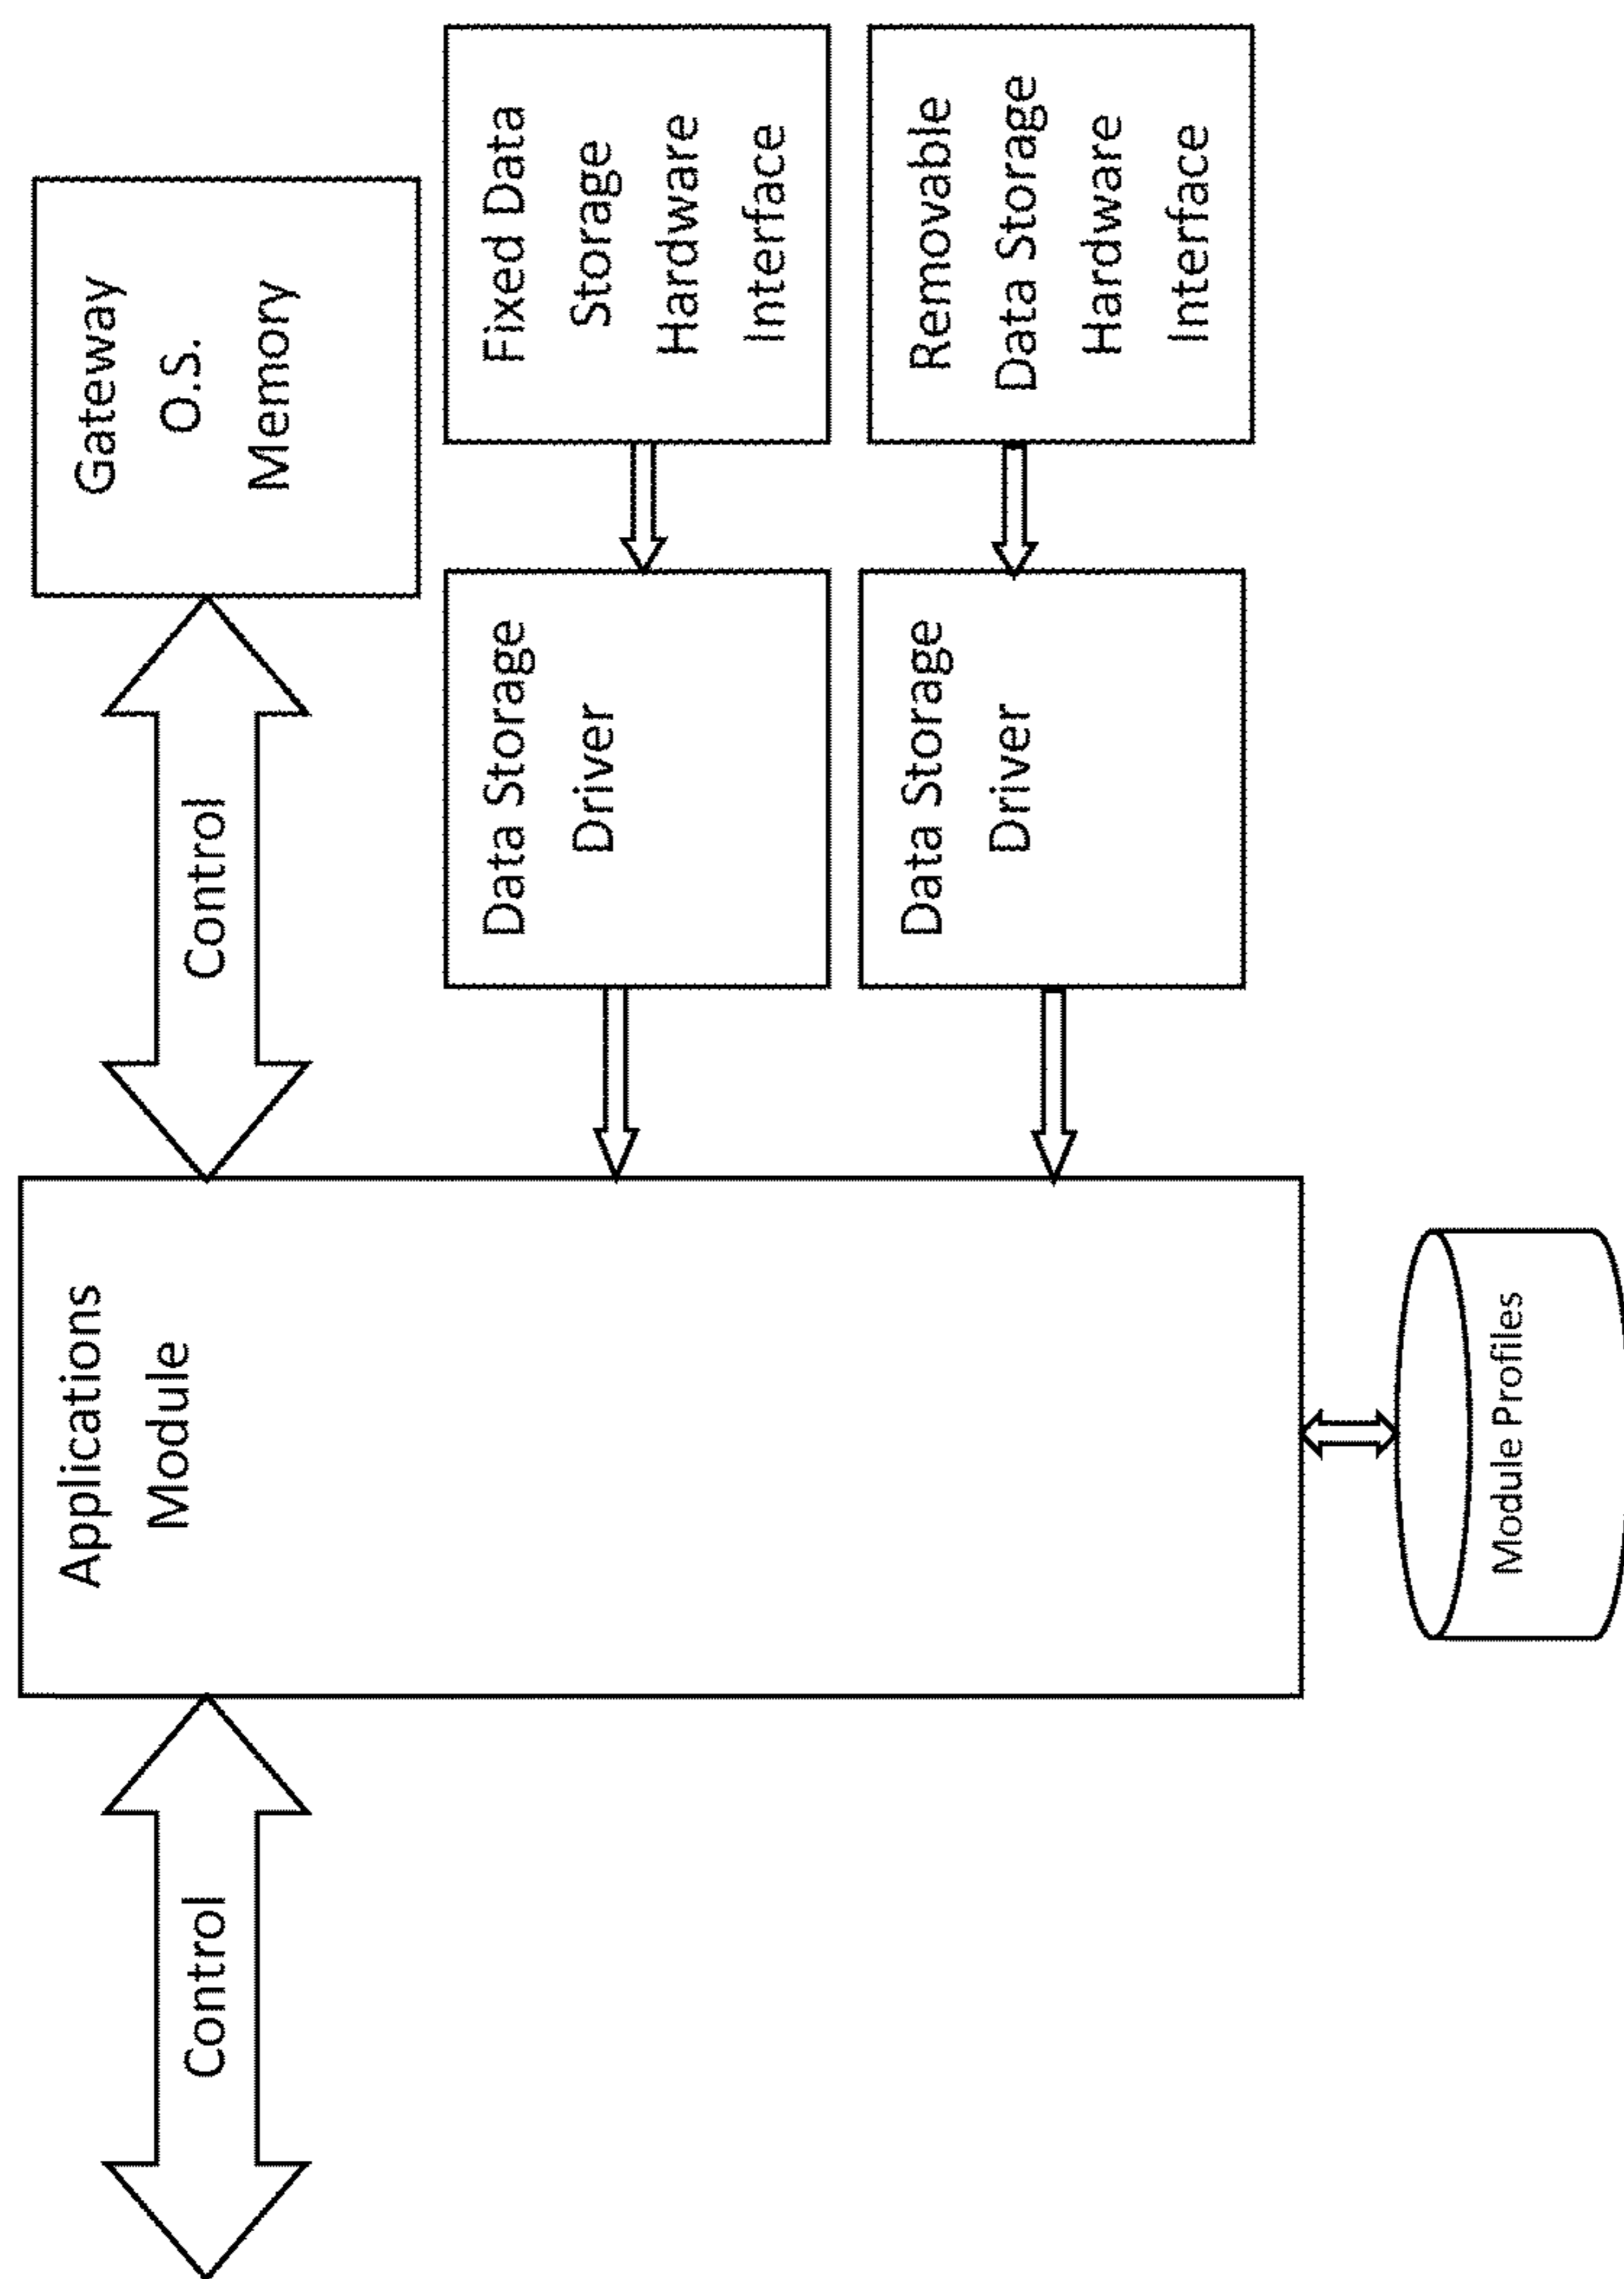 Control
Applications
Module
Control
Gateway
O.S.
Memory
Data Storage
Driver
Fixed Data
Storage
Hardware
Interface
Data Storage
Driver
Removable
Data Storage
Hardware
Interface
Module Profiles